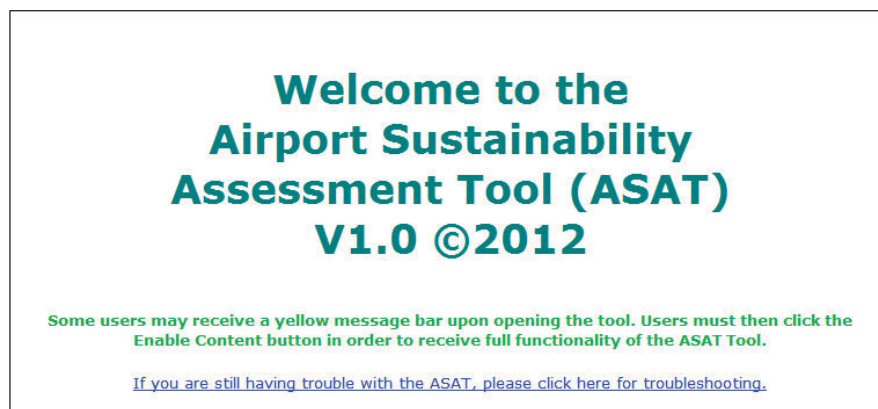 Welcome to the
Airport Sustainability
Assessment Tool (ASAT)
V1.0 ©2012
Some users may receive a yellow message bar upon opening the tool. Users must then click the
Enable Content button in order to receive full functionality of the ASAT Tool.
If you are still having trouble with the ASAT, please click here for troubleshooting.